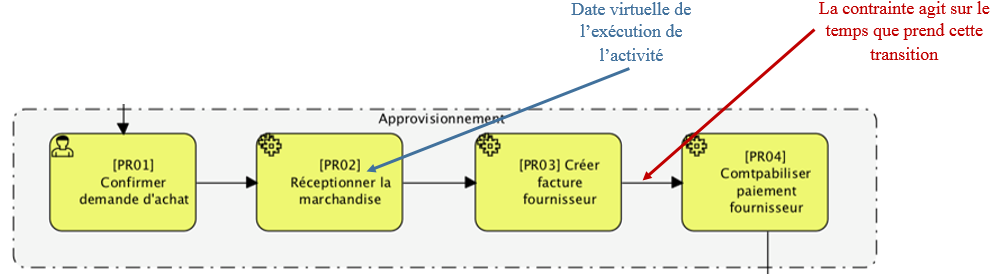 Date virtuelle de
l’exécution de
l’activité
La contrainte agit sur le
temps que prend cette
transition
Approvisionnement
[PR01]
Confirmer
demande d'achat
[PR02]
Réceptionner la
marchandise
[PR03] Créer
facture
fournisseur
[PR04]
Comtpabiliser
paiement
fournisseur